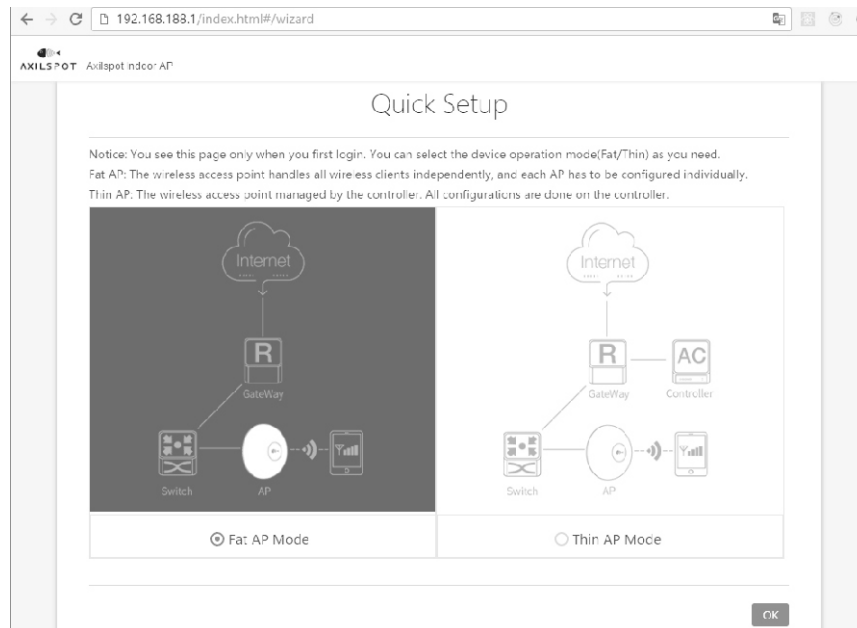 192.168.188.1/index.html#/wizard
AXILSPOT Axilspot Indoor AP
Quick Setup
Notice: You see this page only when you first login. You can select the device operation mode(Fat/Thin) as you need.
Fat AP: The wireless access point handles all wireless clients independently, and each AP has to be configured individually.
Thin AP: The wireless access point managed by the controller. All configurations are done on the controller.
Internet
R
GateWay
Switch
AP
Internet
R
AC
GateWay
Controller
Switch
AP
Fat AP Mode
Thin AP Mode
OK